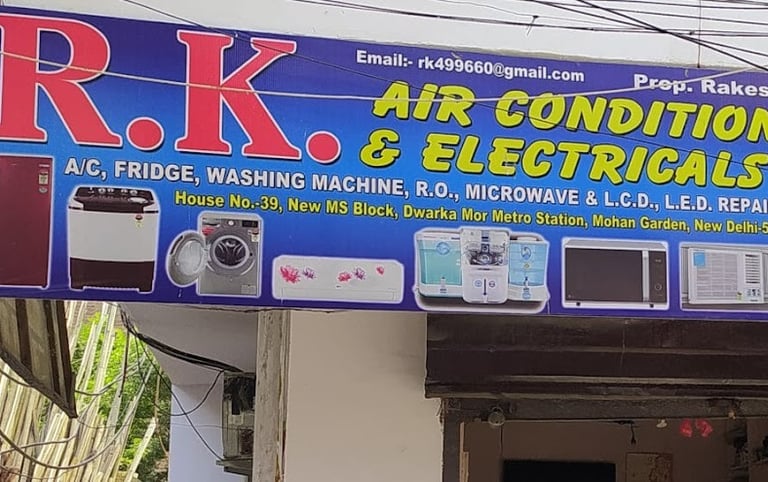 R.K.
Email:- rk499660@gmail.com
Prop. Rakes
AIR CONDITION
& ELECTRICALS
A/C, FRIDGE, WASHING MACHINE, R.O., MICROWAVE & L.C.D., L.E.D. REPAI
House No.-39, New MS Block, Dwarka Mor Metro Station, Mohan Garden, New Delhi-5